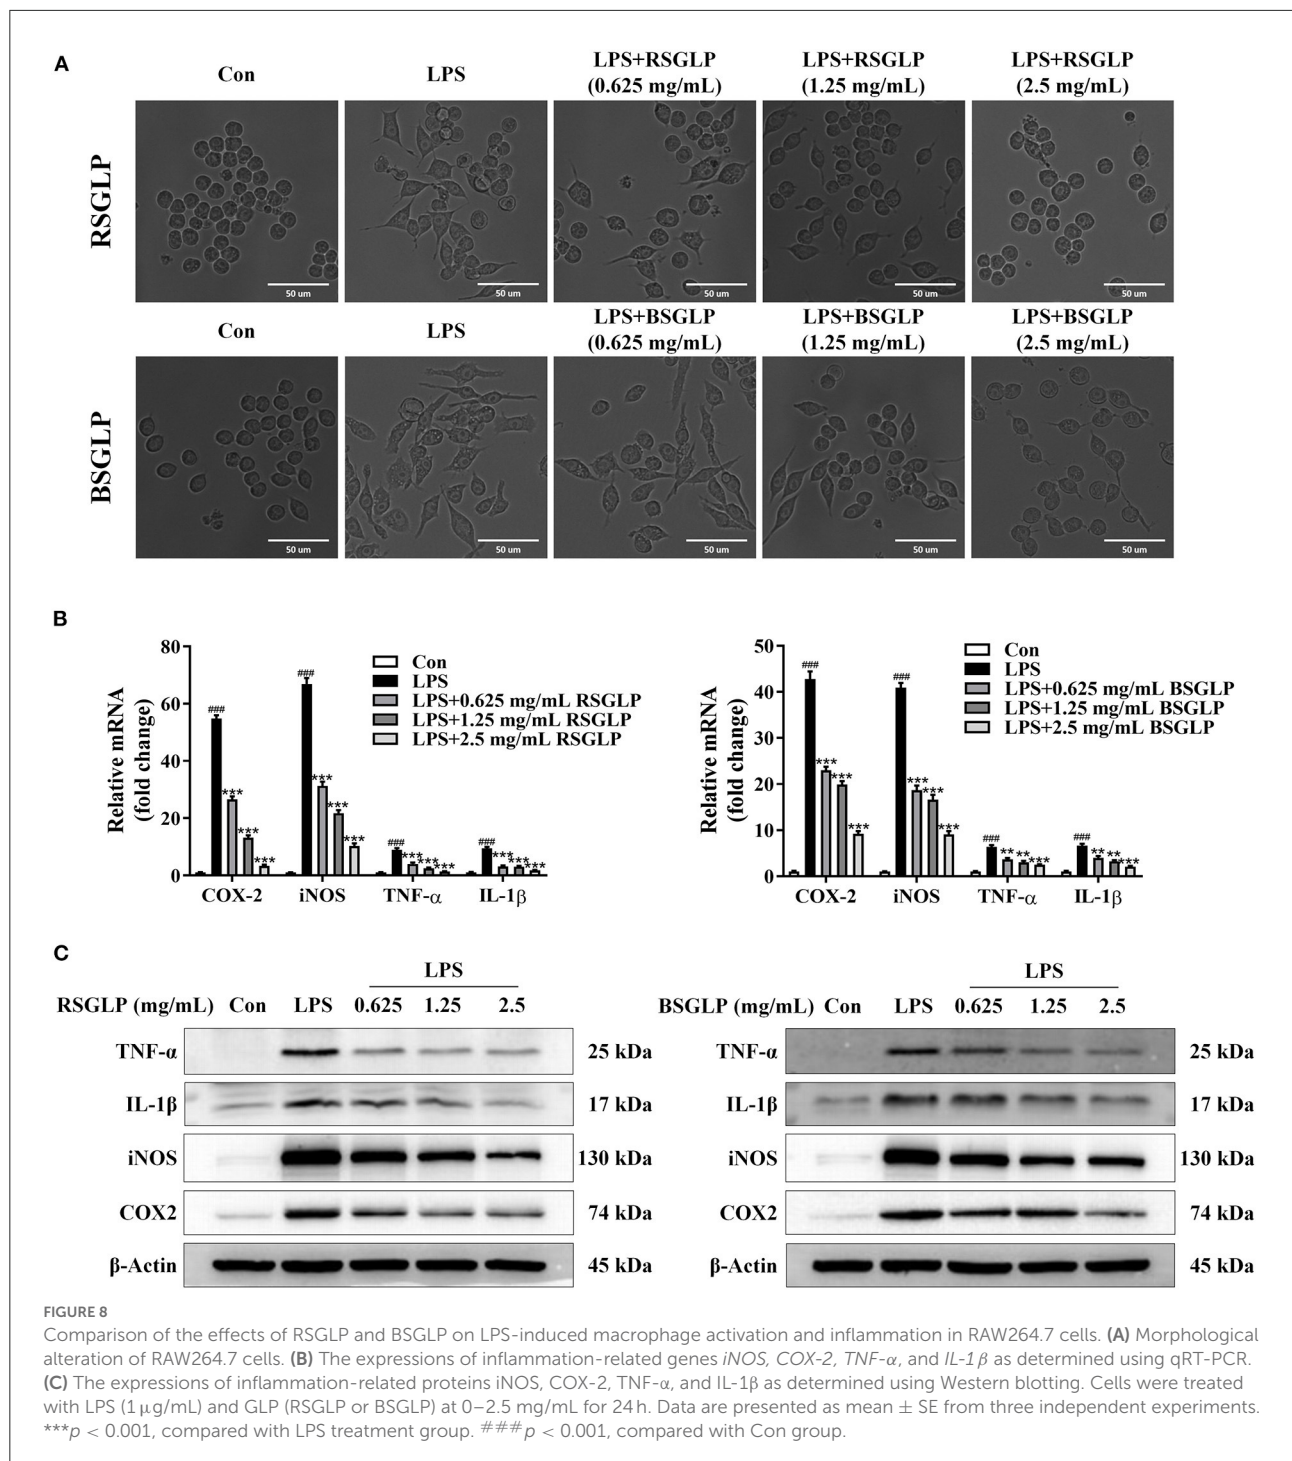 A
Con
LPS
LPS+RSGLP
(0.625 mg/mL)
LPS+RSGLP
(1.25 mg/mL)
LPS+RSGLP
(2.5 mg/mL)
RSGLP
50 um
50 um
50 um
50 um
50 um
Con
LPS
LPS+BSGLP
(0.625 mg/mL)
LPS+BSGLP
(1.25 mg/mL)
LPS+BSGLP
(2.5 mg/mL)
BSGLP
50 um
50 um
50 um
50 um
50 um
B
Relative mRNA
(fold change)
80
60
40
20
0
Con
LPS
LPS+0.625 mg/mL RSGLP
LPS+1.25 mg/mL RSGLP
LPS+2.5 mg/mL RSGLP
###
***
***
***
###
***
***
***
###
***
***
***
###
***
***
***
COX-2
iNOS
TNF-α
IL-1β
Relative mRNA
(fold change)
50
40
30
20
10
0
Con
LPS
LPS+0.625 mg/mL BSGLP
LPS+1.25 mg/mL BSGLP
LPS+2.5 mg/mL BSGLP
###
***
***
***
###
***
***
***
###
**
**
***
###
**
**
***
COX-2
iNOS
TNF-α
IL-1β
C
LPS
RSGLP (mg/mL) Con LPS 0.625 1.25 2.5
TNF-α 25 kDa
IL-1β 17 kDa
iNOS 130 kDa
COX2 74 kDa
β-Actin 45 kDa
LPS
BSGLP (mg/mL) Con LPS 0.625 1.25 2.5
TNF-α 25 kDa
IL-1β 17 kDa
iNOS 130 kDa
COX2 74 kDa
β-Actin 45 kDa
FIGURE 8
Comparison of the effects of RSGLP and BSGLP on LPS-induced macrophage activation and inflammation in RAW264.7 cells. (A) Morphological
alteration of RAW264.7 cells. (B) The expressions of inflammation-related genes iNOS, COX-2, TNF-α, and IL-1β as determined using qRT-PCR.
(C) The expressions of inflammation-related proteins iNOS, COX-2, TNF-α, and IL-1β as determined using Western blotting. Cells were treated
with LPS (1 μg/mL) and GLP (RSGLP or BSGLP) at 0–2.5 mg/mL for 24 h. Data are presented as mean ± SE from three independent experiments.
***p < 0.001, compared with LPS treatment group. ###p < 0.001, compared with Con group.